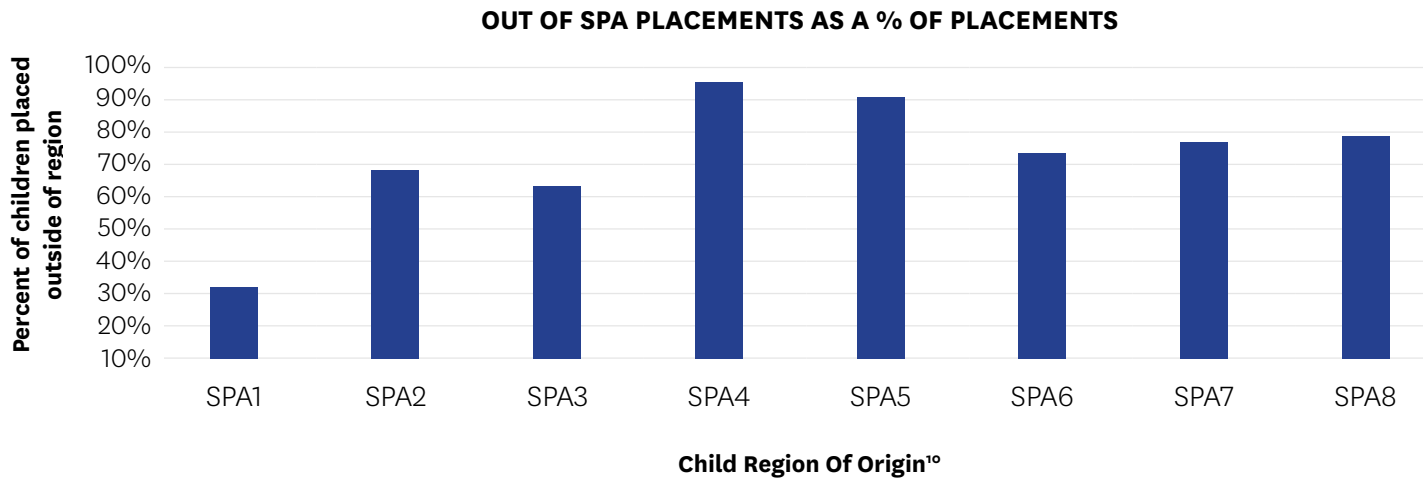 OUT OF SPA PLACEMENTS AS A % OF PLACEMENTS
Percent of children placed
outside of region
100%
90%
80%
70%
60%
50%
40%
30%
20%
10%
SPA1 SPA2 SPA3 SPA4 SPA5 SPA6 SPA7 SPA8
Child Region Of Origin¹⁰